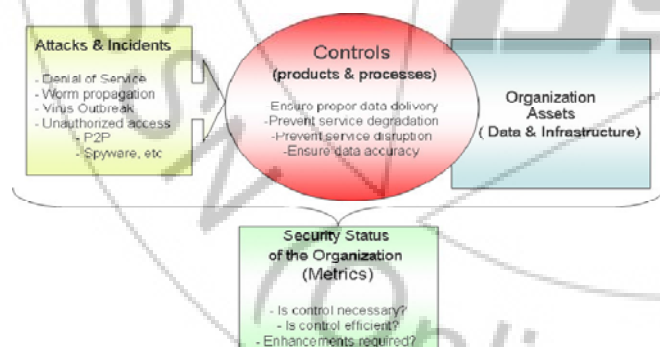 Attacks & Incidents
- Denial of Service
- Worm propagation
- Virus Outbreak
- Unauthorized access
- P2P
- Spyware, etc
Controls
(products & processes)
Ensure propor data dolivory
-Prevent service degradation
-Prevent service disruption
-Ensure data accuracy
Organization
Assets
( Data & Infrastructure)
Security Status
of the Organization
(Metrics)
- Is control necessary?
- Is control efficient?
- Enhancements required?